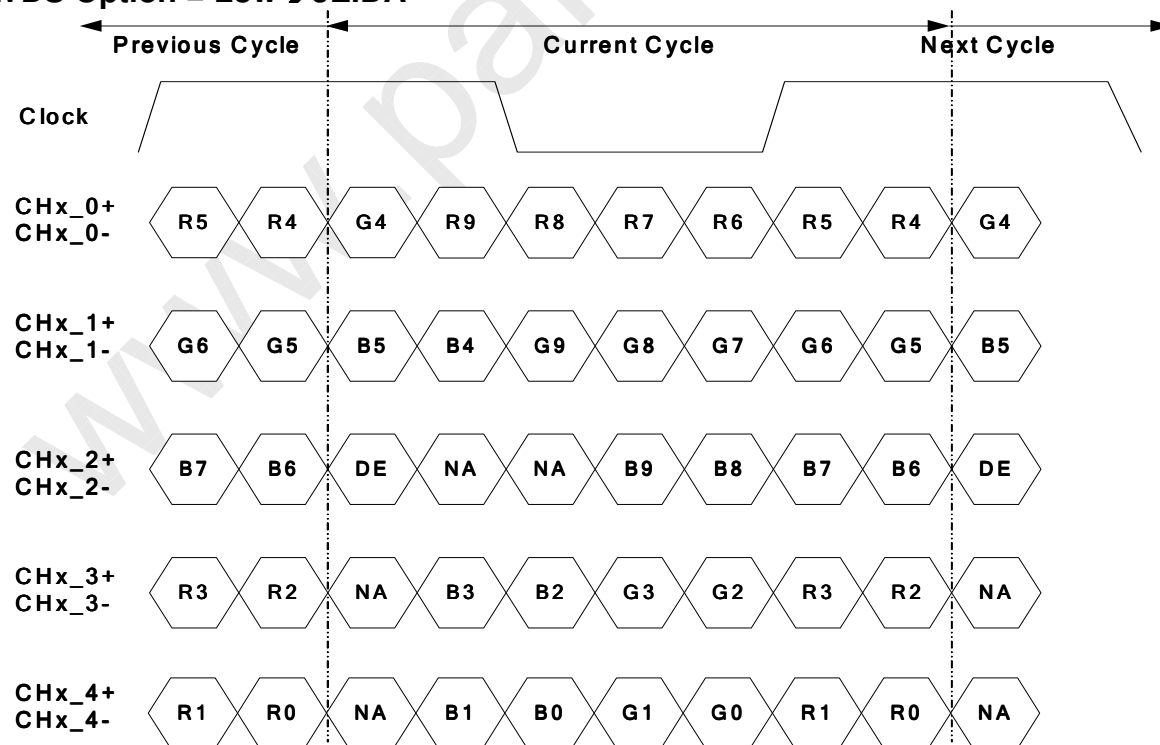 LVDS Option = Low → JEIDA
Previous Cycle Current Cycle Next Cycle
Clock
CHx_0+
CHx_0-
R5 R4 G4 R9 R8 R7 R6 R5 R4 G4
CHx_1+
CHx_1-
G6 G5 B5 B4 G9 G8 G7 G6 G5 B5
CHx_2+
CHx_2-
B7 B6 DE NA NA B9 B8 B7 B6 DE
CHx_3+
CHx_3-
R3 R2 NA B3 B2 G3 G2 R3 R2 NA
CHx_4+
CHx_4-
R1 R0 NA B1 B0 G1 G0 R1 R0 NA
www.pa